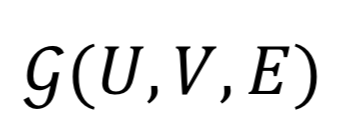 𝒢(U, V, E)